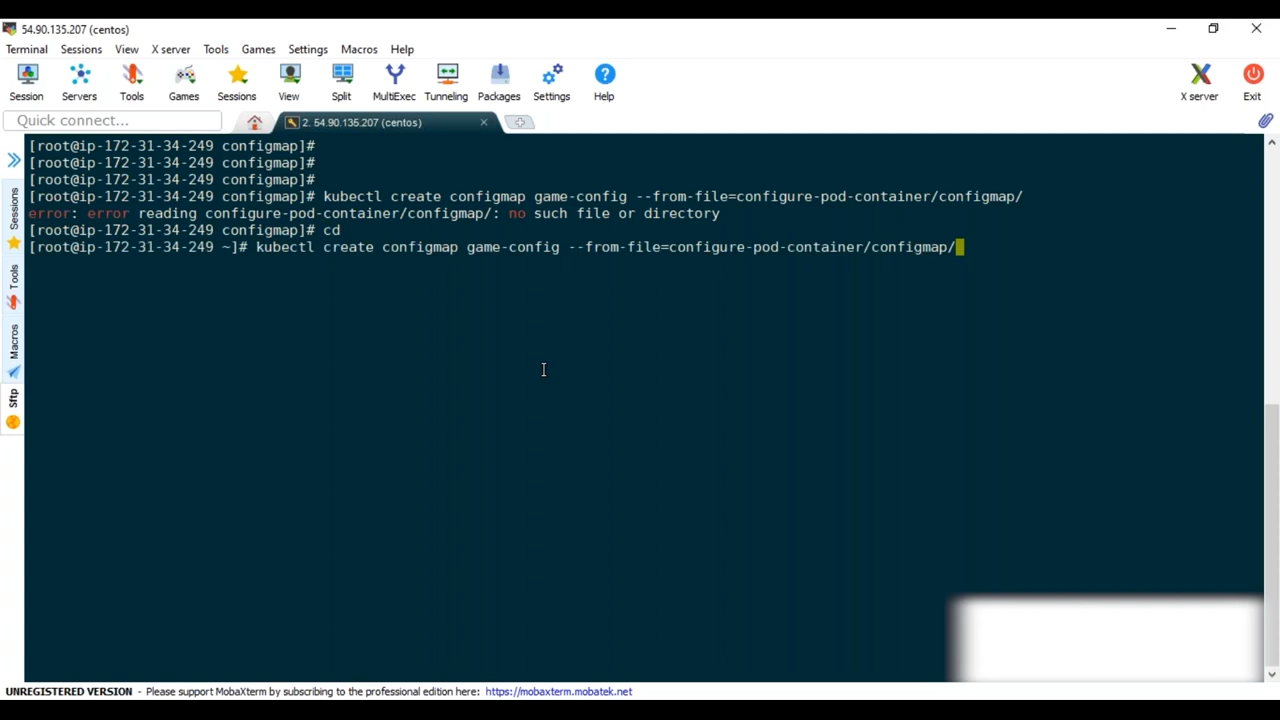 54.90.135.207 (centos)
Terminal Sessions View X server Tools Games Settings Macros Help
Session Servers Tools Games Sessions View Split MultiExec Tunneling Packages Settings Help X server Exit
Quick connect... 2. 54.90.135.207 (centos)
[root@ip-172-31-34-249 configmap]#
[root@ip-172-31-34-249 configmap]#
[root@ip-172-31-34-249 configmap]#
[root@ip-172-31-34-249 configmap]# kubectl create configmap game-config --from-file=configure-pod-container/configmap/
error: error reading configure-pod-container/configmap/: no such file or directory
[root@ip-172-31-34-249 configmap]# cd
[root@ip-172-31-34-249 ~]# kubectl create configmap game-config --from-file=configure-pod-container/configmap/
Sessions
Tools
Macros
Sftp
UNREGISTERED VERSION - Please support MobaXterm by subscribing to the professional edition here: https://mobaxterm.mobatek.net